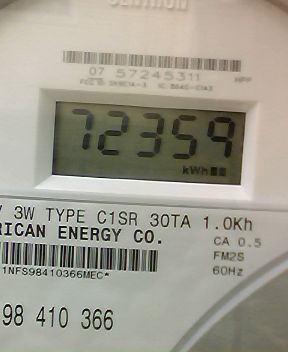 CENTRON
07 57245311
72359
kWh
V 3W TYPE C1SR 30TA 1.0Kh
RICAN ENERGY CO.
CA 0.5
FM2S
60Hz
1NFS98410366MEC*
98 410 366